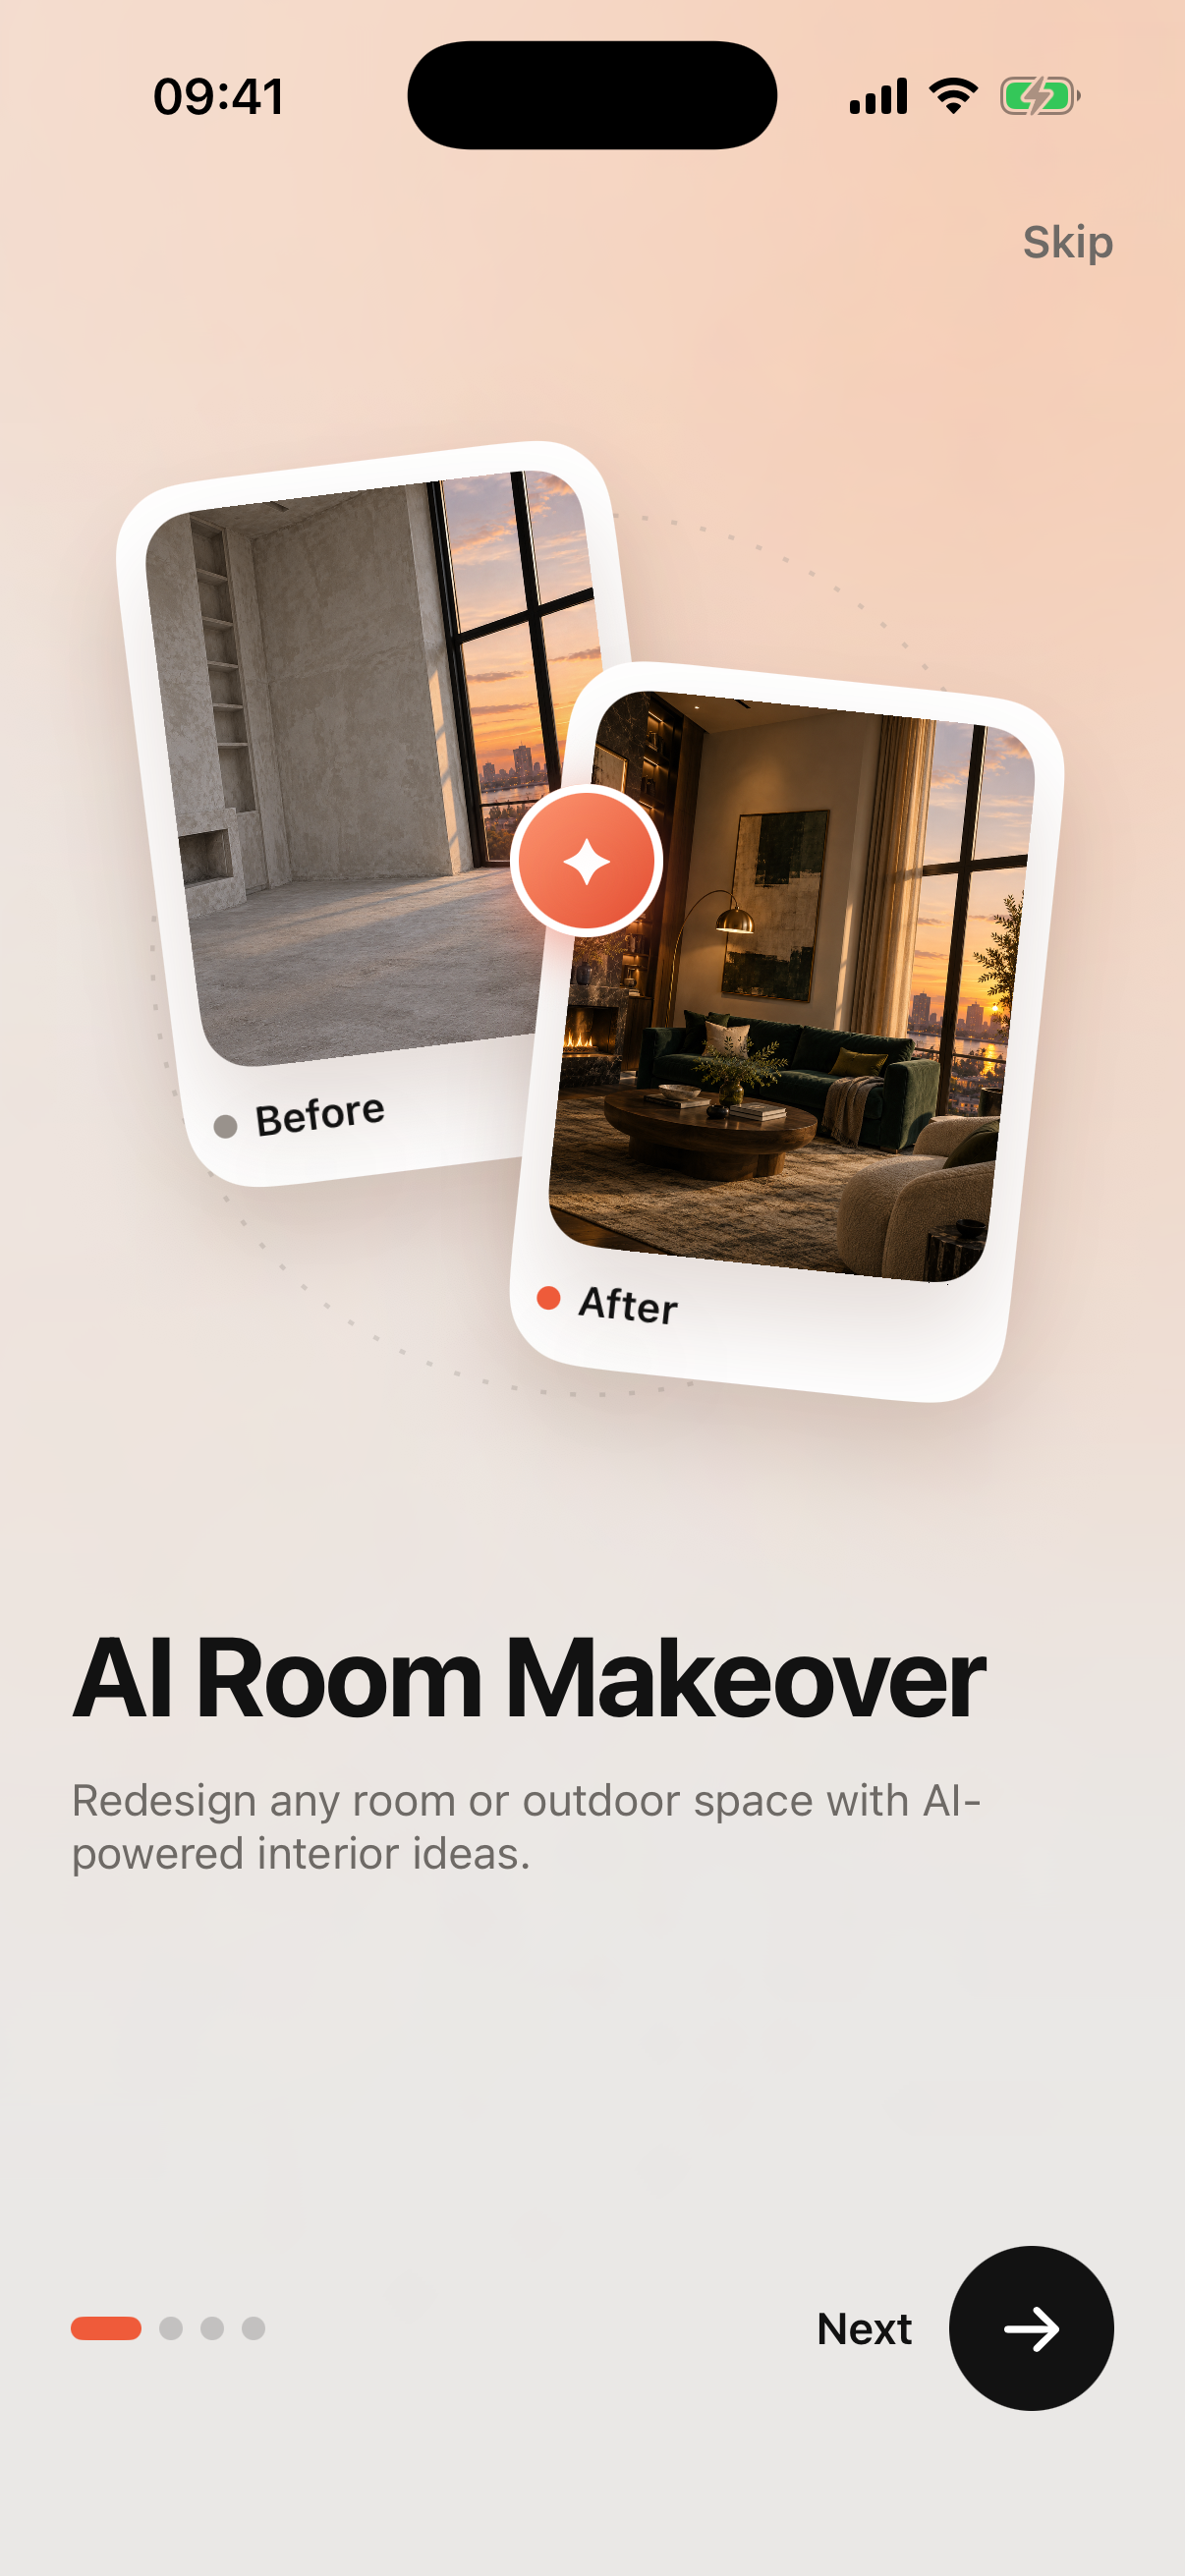 09:41
Skip
Before
After
AI Room Makeover
Redesign any room or outdoor space with AI-
powered interior ideas.
Next